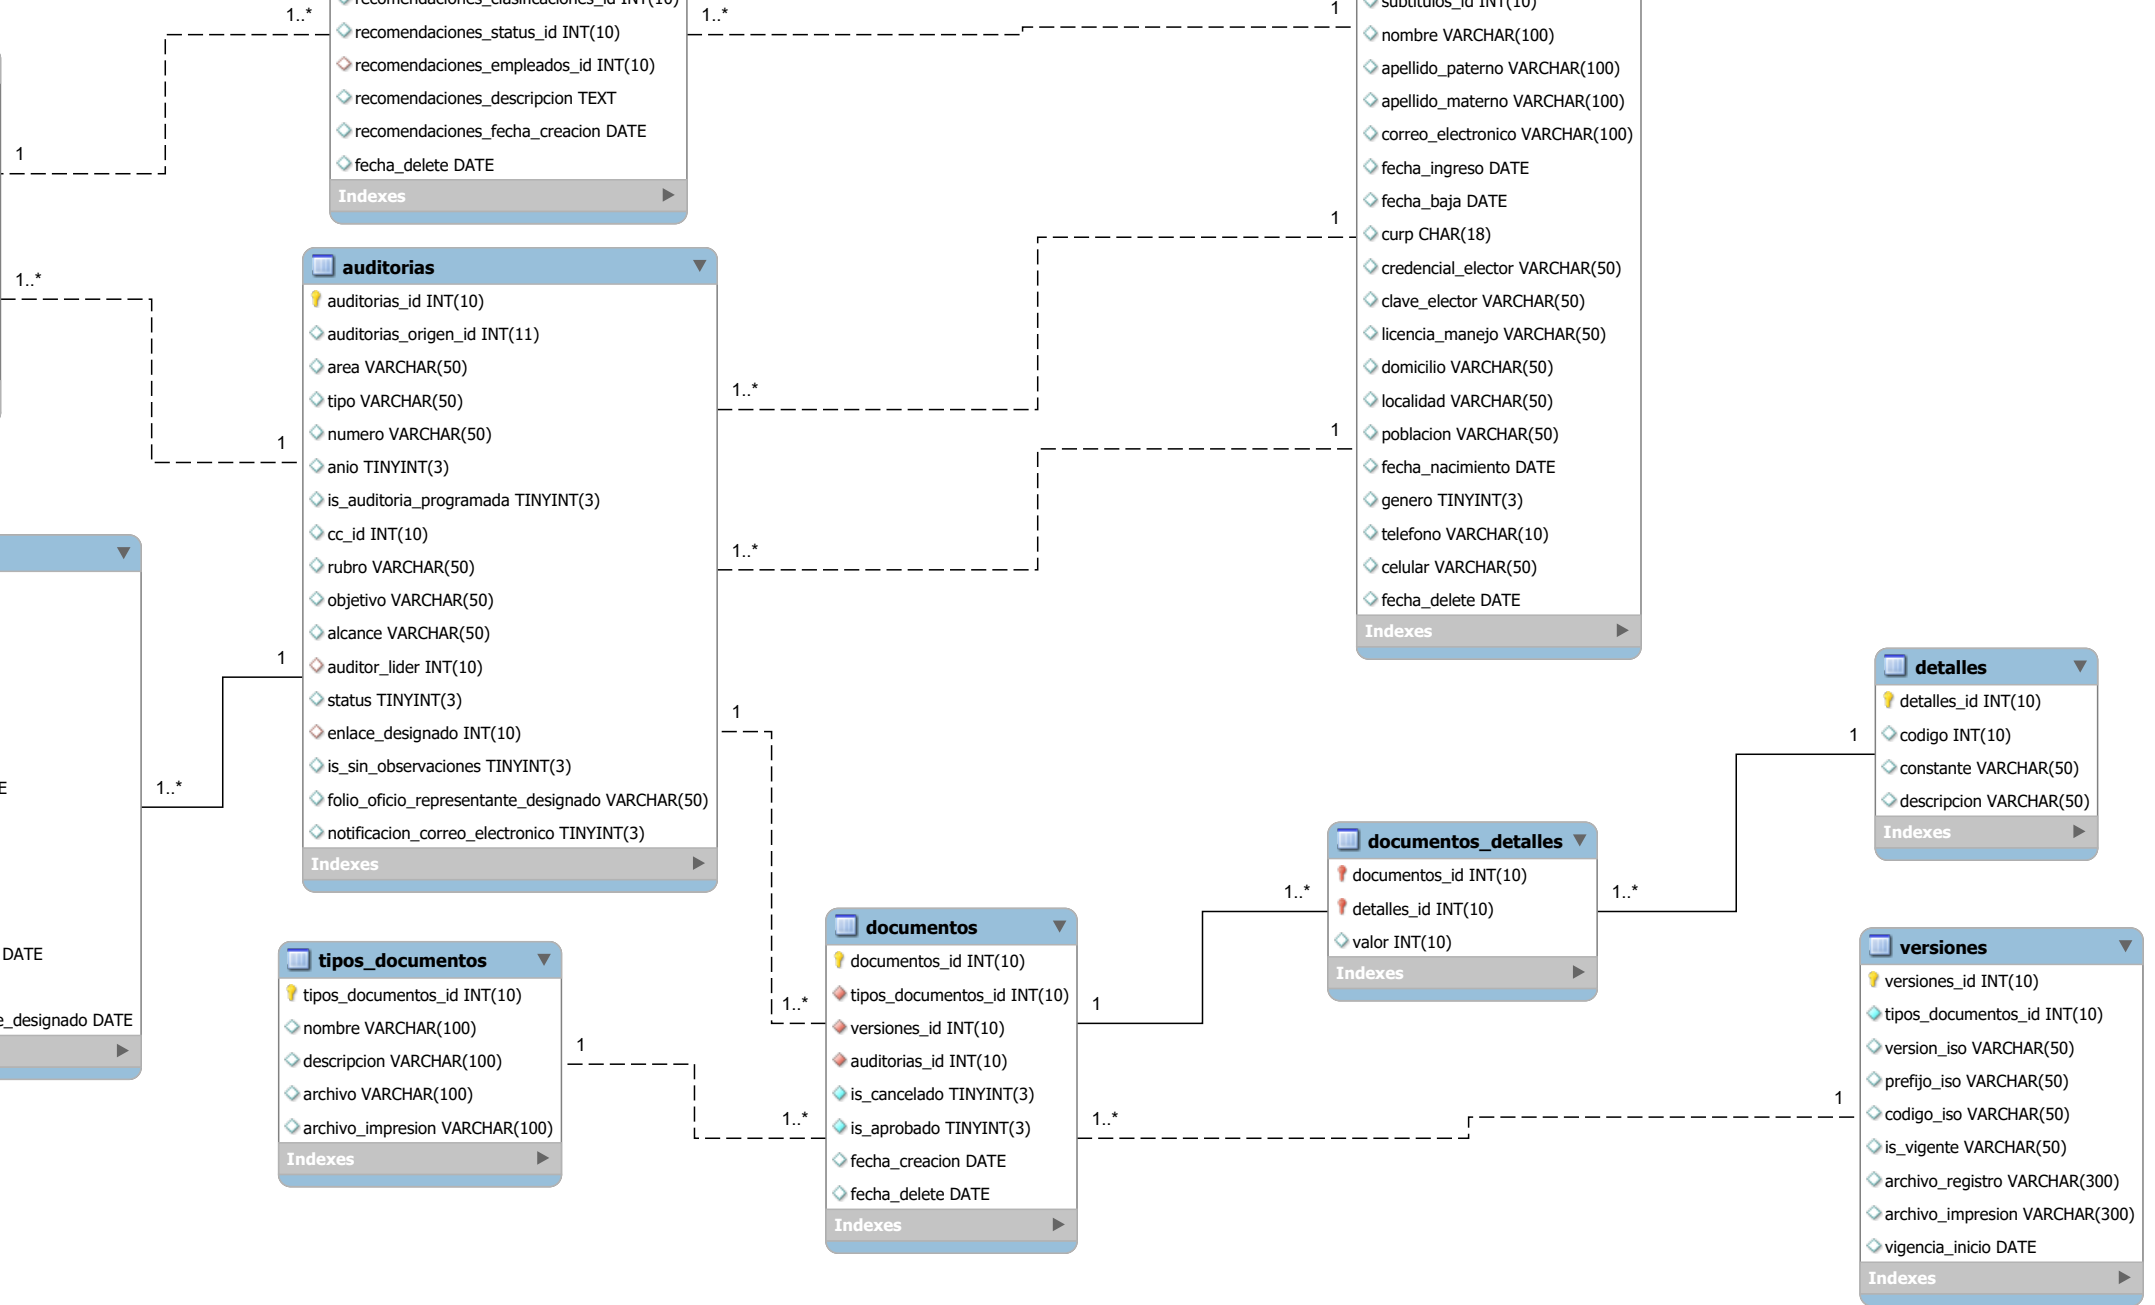 recomendaciones_clasificaciones_id INT(10)
recomendaciones_status_id INT(10)
recomendaciones_empleados_id INT(10)
recomendaciones_descripcion TEXT
recomendaciones_fecha_creacion DATE
fecha_delete DATE
Indexes
1..*
1..*
1
1
1..*
subtitulos_id INT(10)
nombre VARCHAR(100)
apellido_paterno VARCHAR(100)
apellido_materno VARCHAR(100)
correo_electronico VARCHAR(100)
fecha_ingreso DATE
fecha_baja DATE
curp CHAR(18)
credencial_elector VARCHAR(50)
clave_elector VARCHAR(50)
licencia_manejo VARCHAR(50)
domicilio VARCHAR(50)
localidad VARCHAR(50)
poblacion VARCHAR(50)
fecha_nacimiento DATE
genero TINYINT(3)
telefono VARCHAR(10)
celular VARCHAR(50)
fecha_delete DATE
Indexes
1
1
auditorias
auditorias_id INT(10)
auditorias_origen_id INT(11)
area VARCHAR(50)
tipo VARCHAR(50)
numero VARCHAR(50)
anio TINYINT(3)
is_auditoria_programada TINYINT(3)
cc_id INT(10)
rubro VARCHAR(50)
objetivo VARCHAR(50)
alcance VARCHAR(50)
auditor_lider INT(10)
status TINYINT(3)
enlace_designado INT(10)
is_sin_observaciones TINYINT(3)
folio_oficio_representante_designado VARCHAR(50)
notificacion_correo_electronico TINYINT(3)
Indexes
1
1
1..*
1..*
1
1..*
E
DATE
e_designado DATE
detalles
detalles_id INT(10)
codigo INT(10)
constante VARCHAR(50)
descripcion VARCHAR(50)
Indexes
1
documentos_detalles
documentos_id INT(10)
detalles_id INT(10)
valor INT(10)
Indexes
1..*
1..*
tipos_documentos
tipos_documentos_id INT(10)
nombre VARCHAR(100)
descripcion VARCHAR(100)
archivo VARCHAR(100)
archivo_impresion VARCHAR(100)
Indexes
1
documentos
documentos_id INT(10)
tipos_documentos_id INT(10)
versiones_id INT(10)
auditorias_id INT(10)
is_cancelado TINYINT(3)
is_aprobado TINYINT(3)
fecha_creacion DATE
fecha_delete DATE
Indexes
1..*
1..*
1
1..*
versiones
versiones_id INT(10)
tipos_documentos_id INT(10)
version_iso VARCHAR(50)
prefijo_iso VARCHAR(50)
codigo_iso VARCHAR(50)
is_vigente VARCHAR(50)
archivo_registro VARCHAR(300)
archivo_impresion VARCHAR(300)
vigencia_inicio DATE
Indexes
1